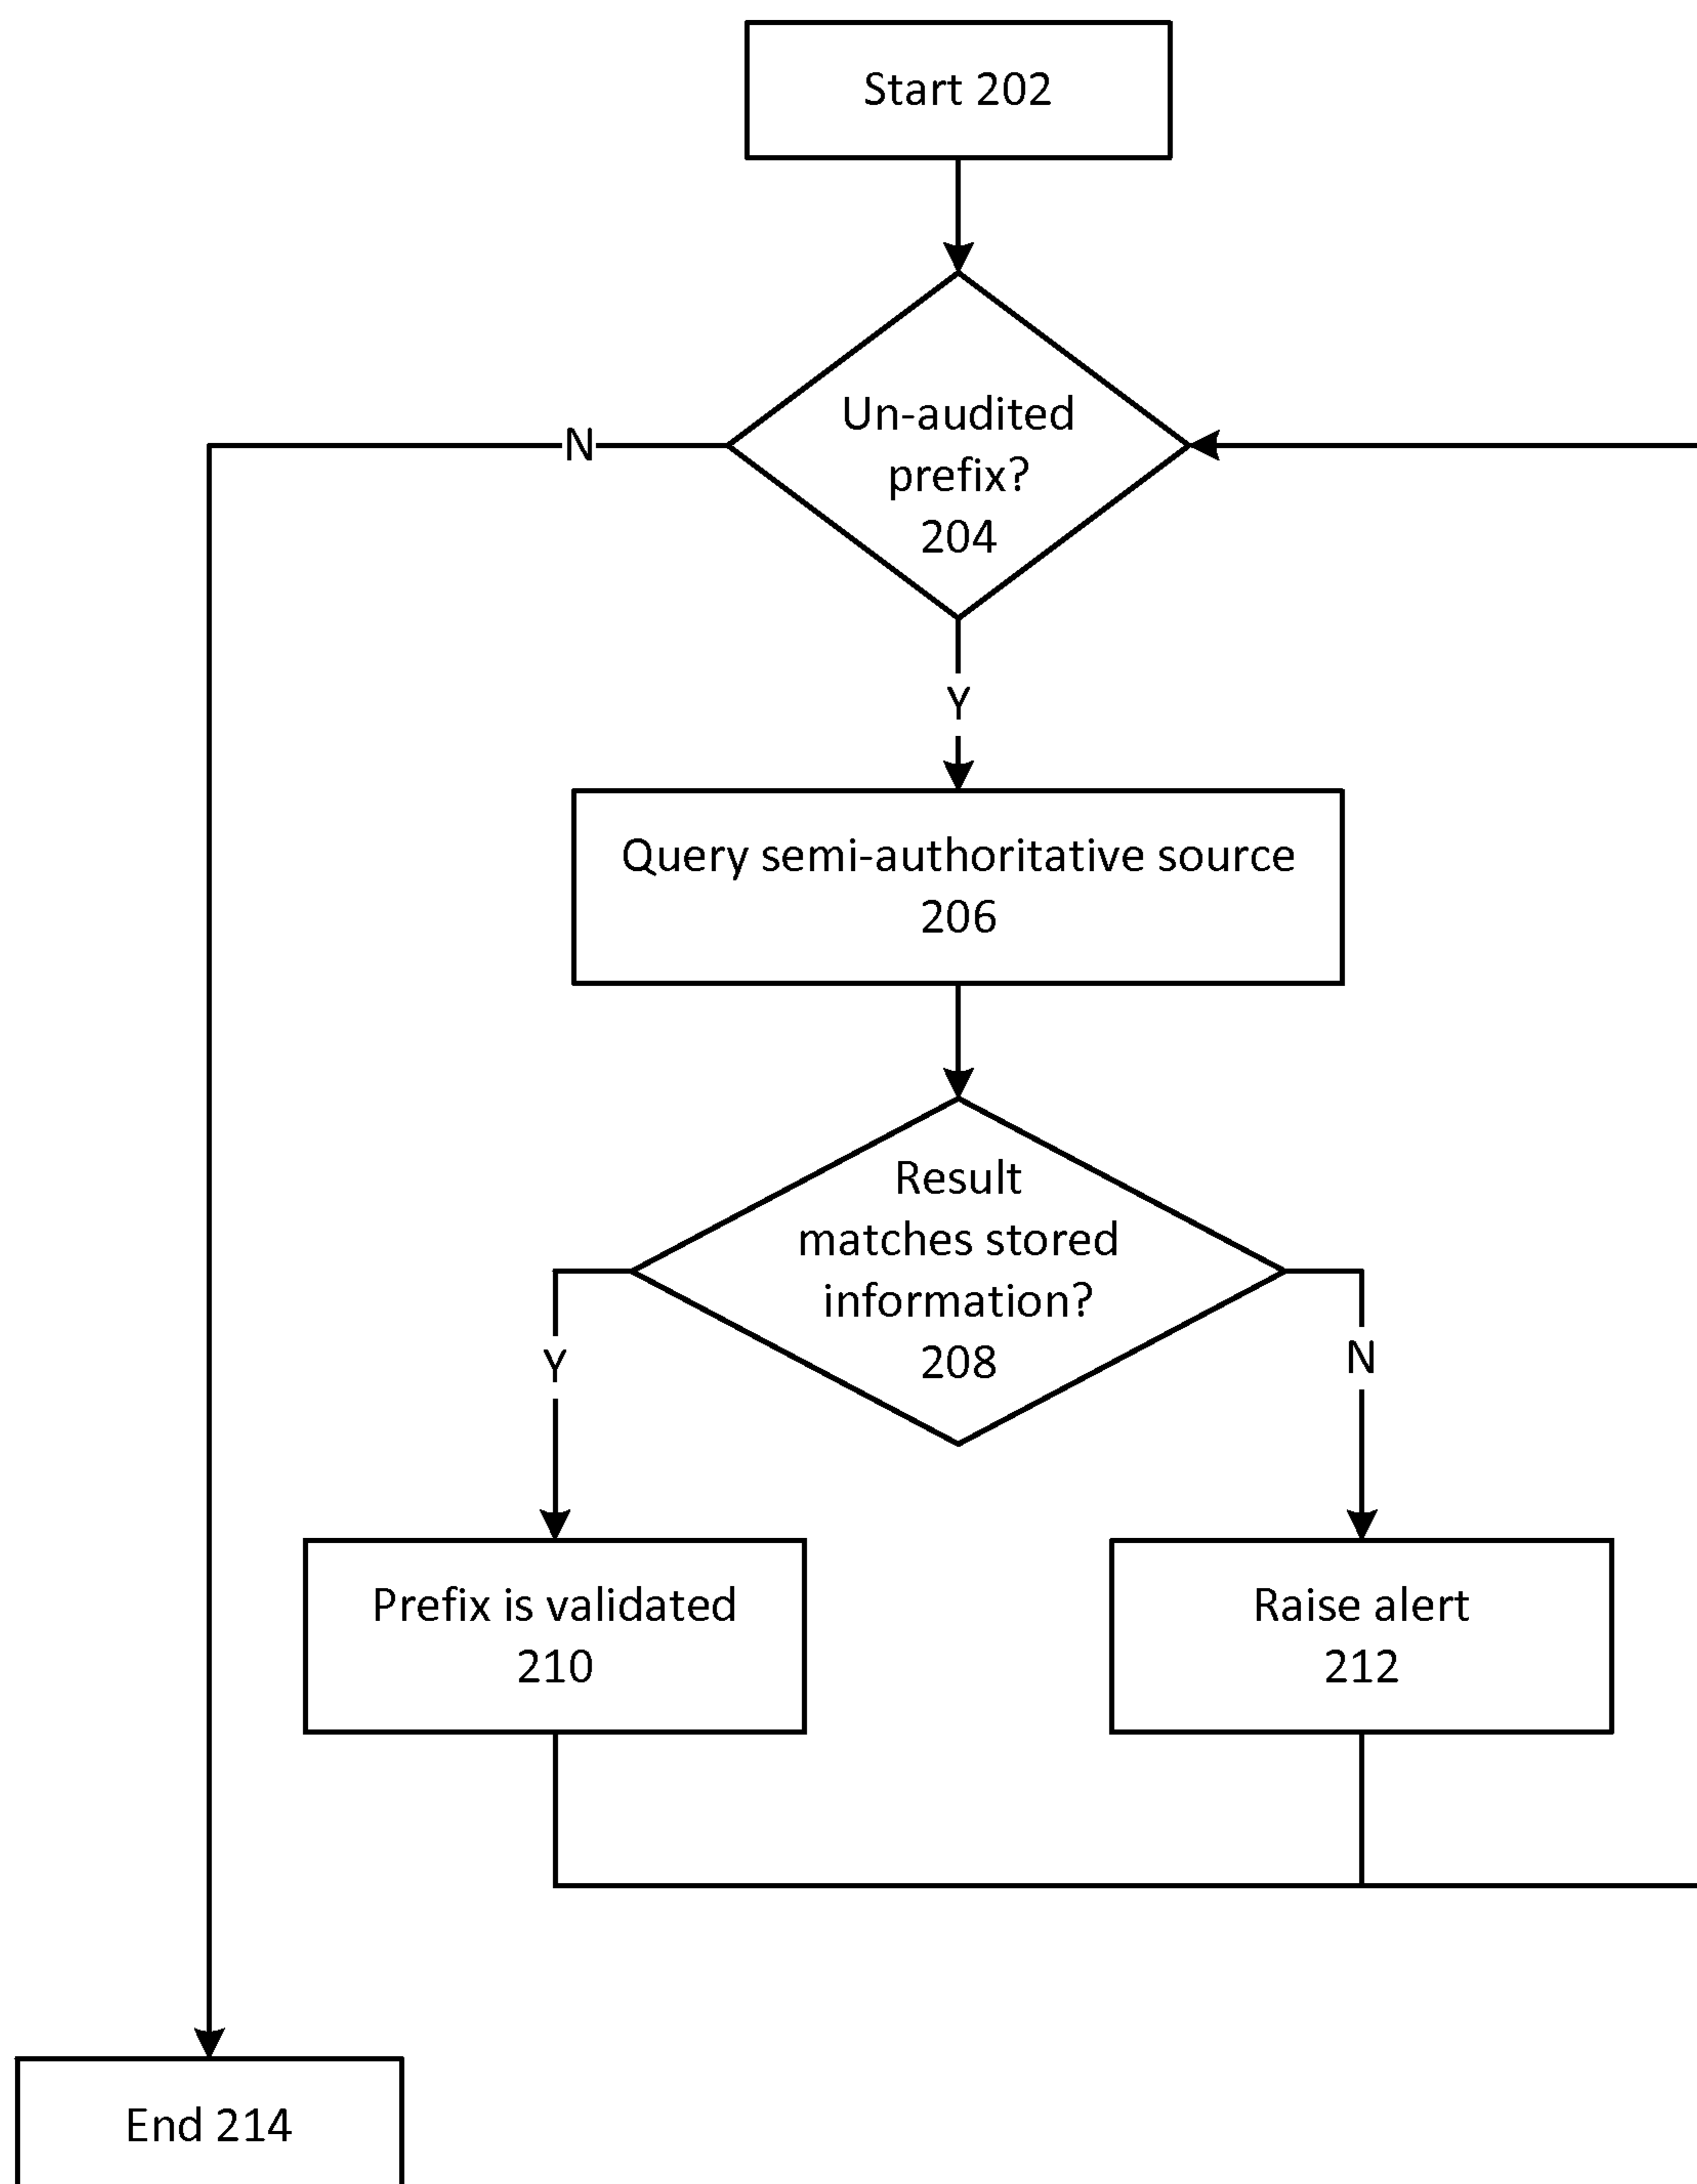 Start 202
Un-audited
prefix?
204
N
Y
Query semi-authoritative source
206
Result
matches stored
information?
208
Y
N
Prefix is validated
210
Raise alert
212
End 214